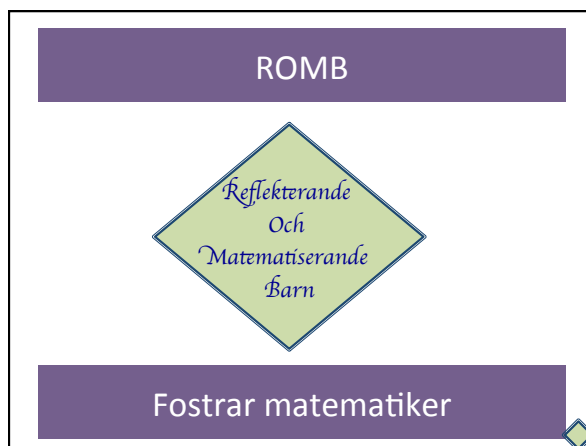 ROMB
Reflekterande
Och
Matematiserande
Barn
Fostrar matematiker